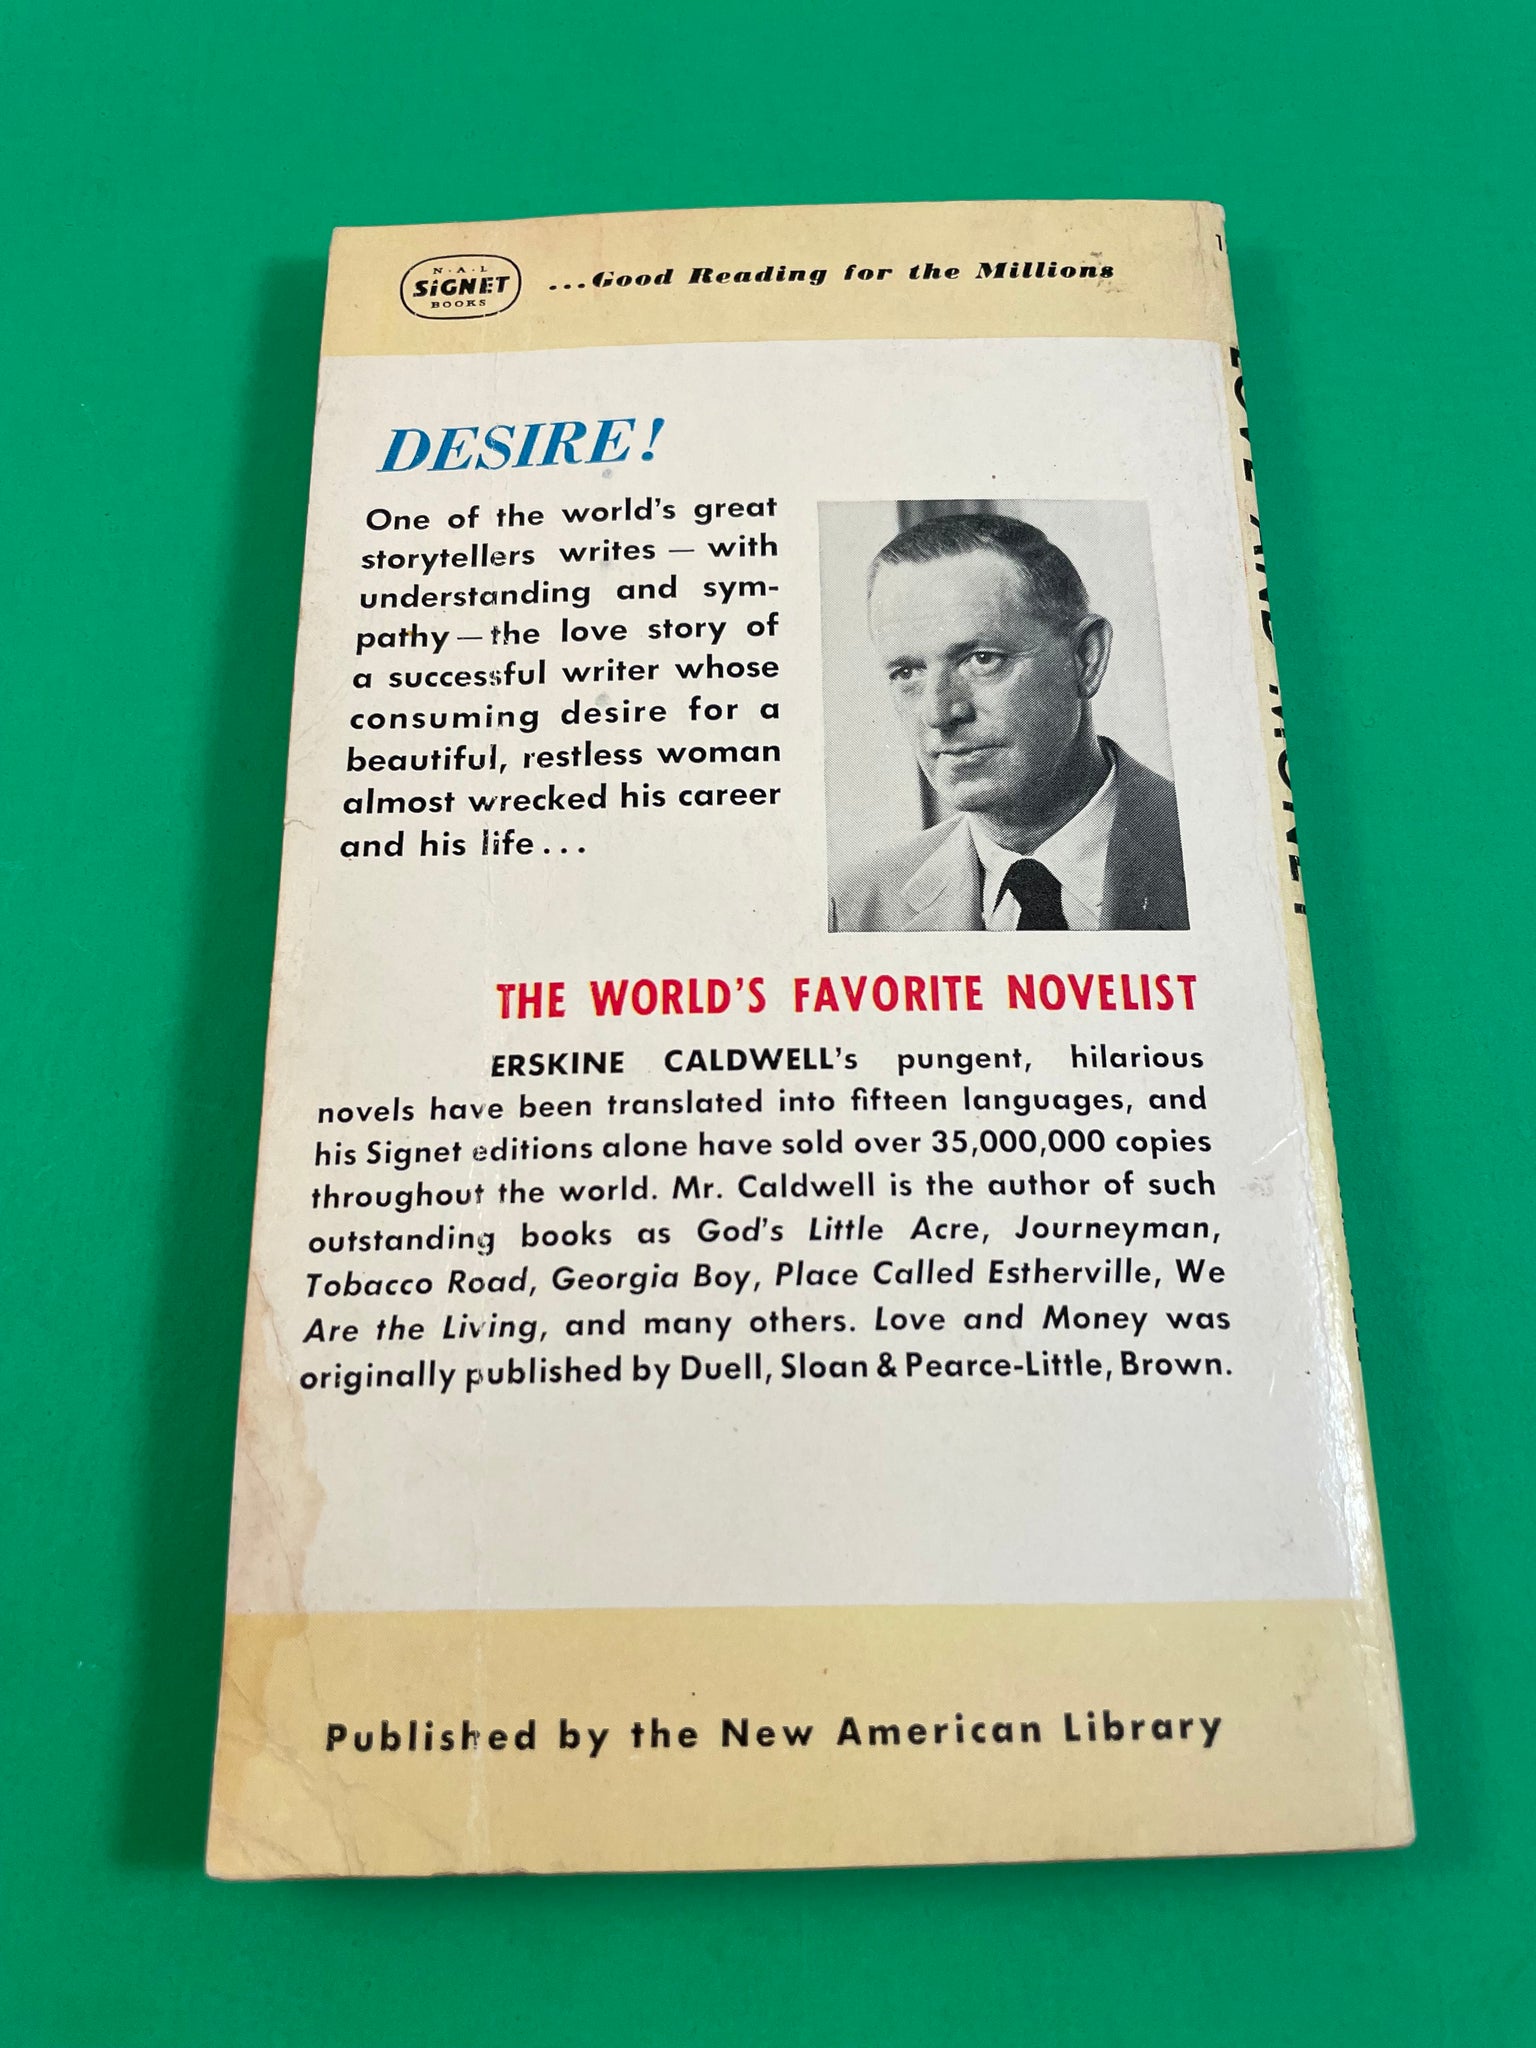 N·A·L
SiGNET
BOOKS
...Good Reading for the Millions
DESIRE!
One of the world's great
storytellers writes — with
understanding and sym-
pathy — the love story of
a successful writer whose
consuming desire for a
beautiful, restless woman
almost wrecked his career
and his life...
THE WORLD'S FAVORITE NOVELIST
ERSKINE CALDWELL's pungent, hilarious
novels have been translated into fifteen languages, and
his Signet editions alone have sold over 35,000,000 copies
throughout the world. Mr. Caldwell is the author of such
outstanding books as God's Little Acre, Journeyman,
Tobacco Road, Georgia Boy, Place Called Estherville, We
Are the Living, and many others. Love and Money was
originally published by Duell, Sloan & Pearce-Little, Brown.
Published by the New American Library
LOVE AND MONEY